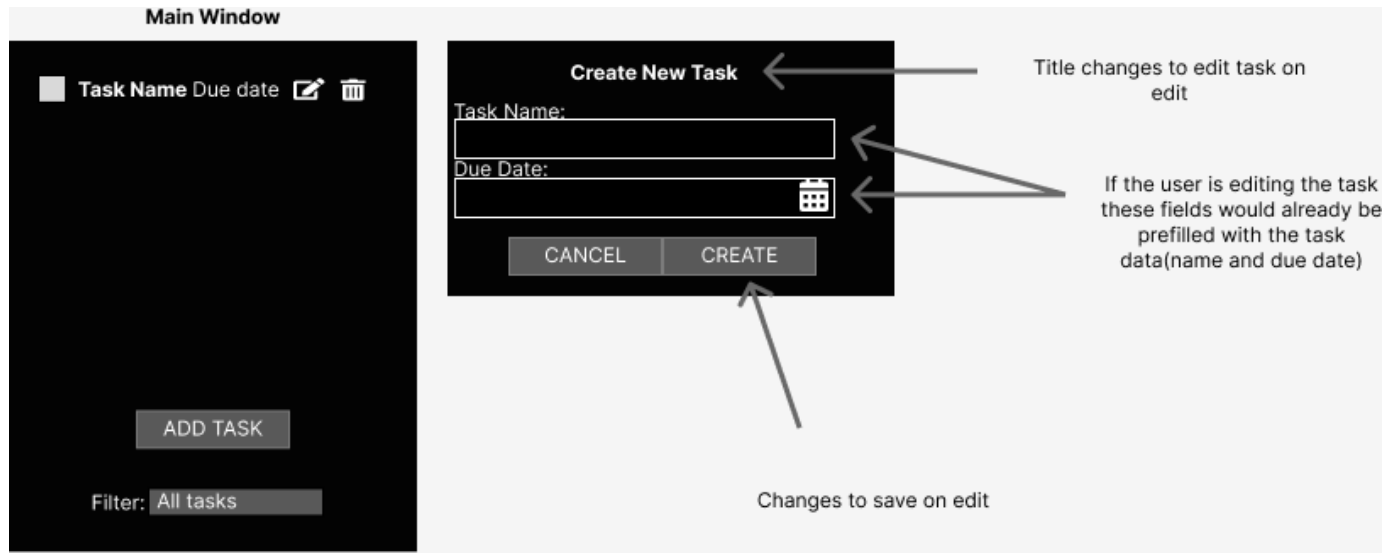 Main Window
Task Name Due date
ADD TASK
Filter: All tasks
Create New Task
Task Name:
Due Date:
CANCEL
CREATE
Title changes to edit task on
edit
If the user is editing the task
these fields would already be
prefilled with the task
data(name and due date)
Changes to save on edit